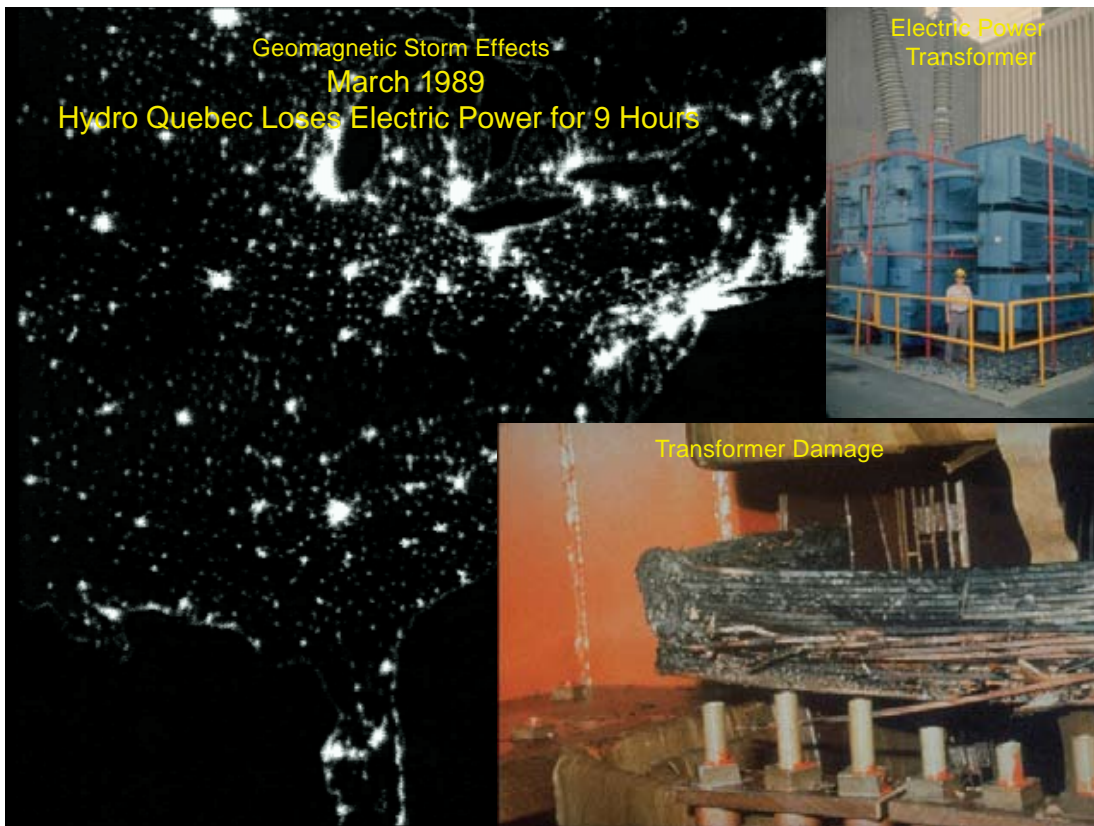 Geomagnetic Storm Effects
March 1989
Hydro Quebec Loses Electric Power for 9 Hours
Electric Power
Transformer
Transformer Damage